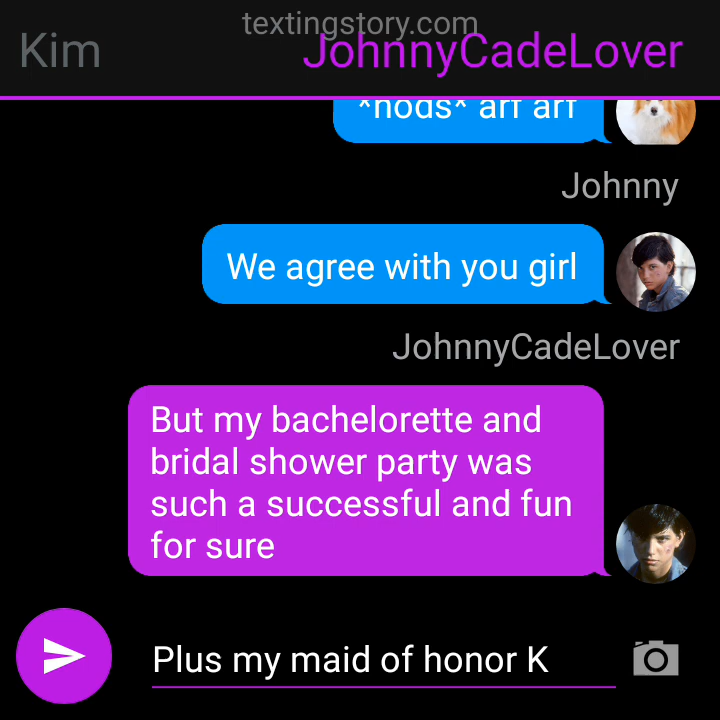 textingstory.com
Kim
JohnnyCadeLover
*nods* arf arf
Johnny
We agree with you girl
JohnnyCadeLover
But my bachelorette and
bridal shower party was
such a successful and fun
for sure
Plus my maid of honor K